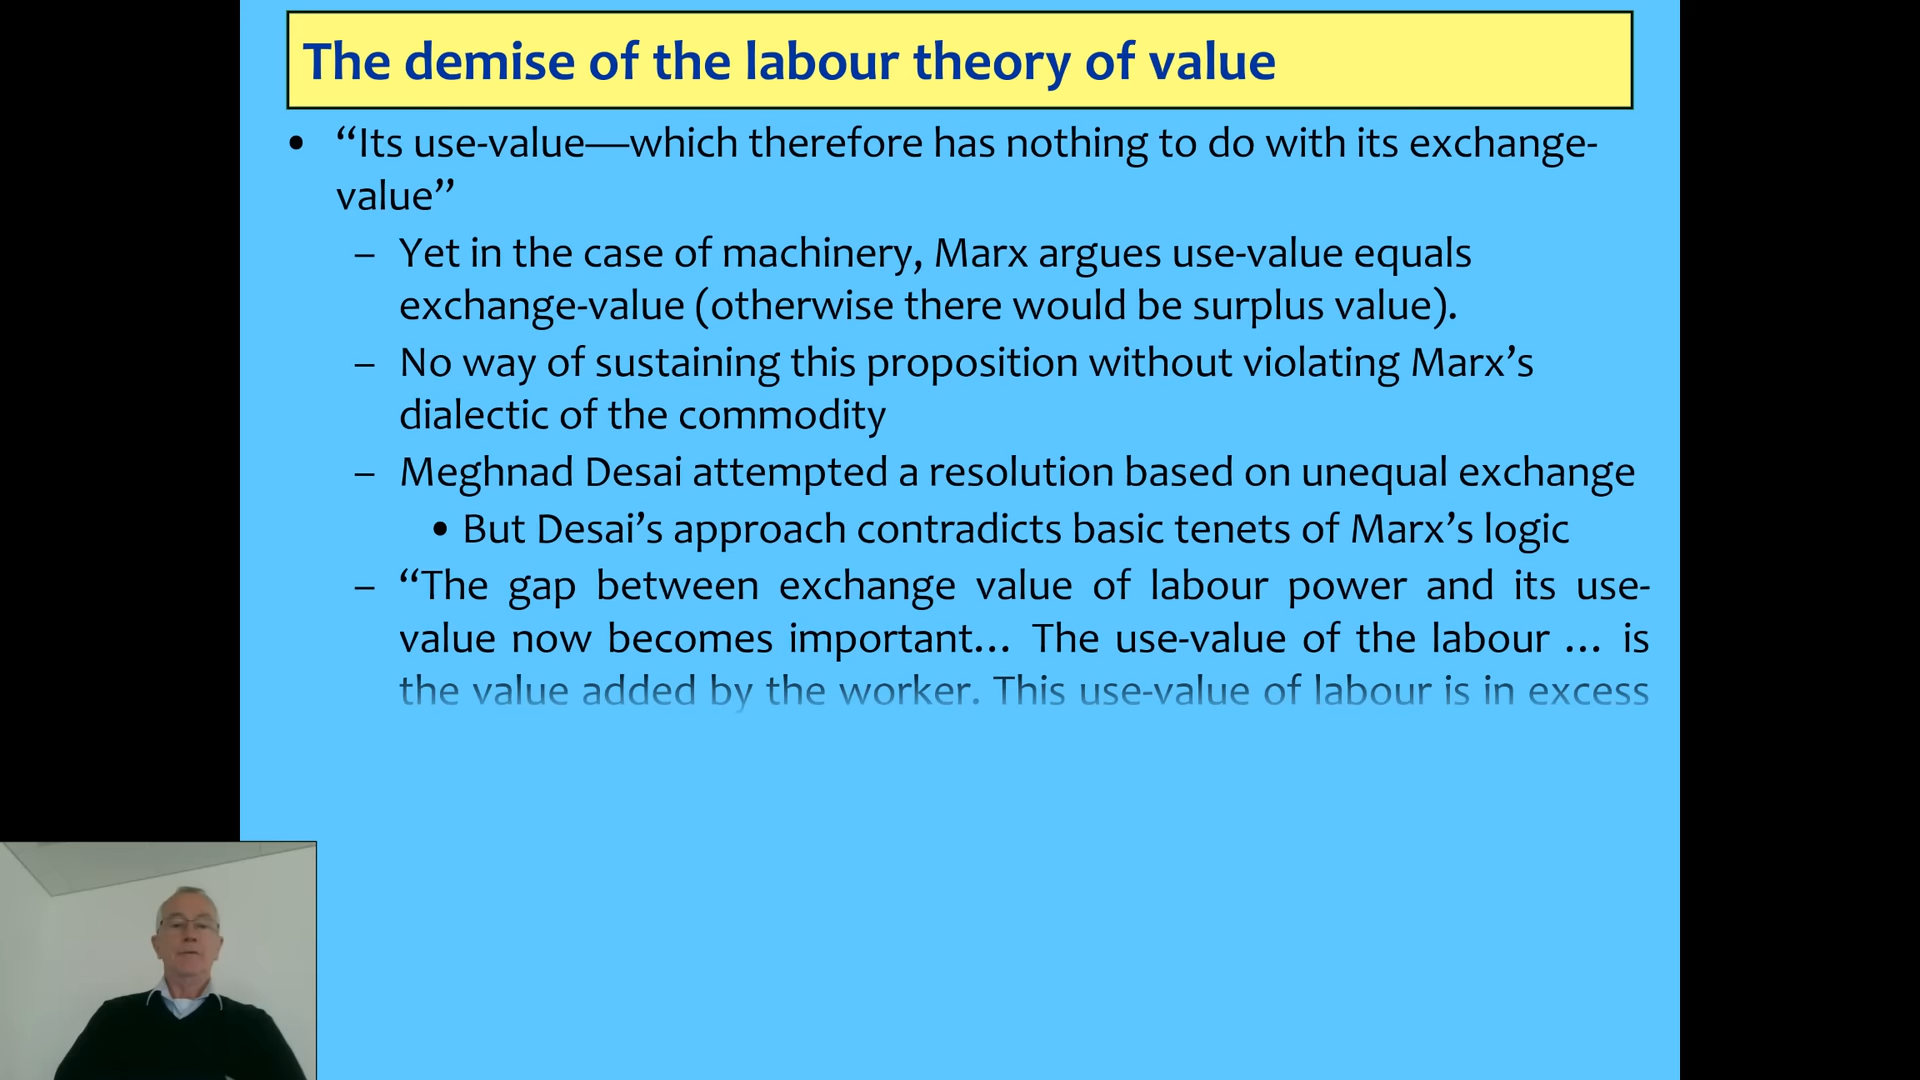 The demise of the labour theory of value
• “Its use-value—which therefore has nothing to do with its exchange-
value”
– Yet in the case of machinery, Marx argues use-value equals
exchange-value (otherwise there would be surplus value).
– No way of sustaining this proposition without violating Marx’s
dialectic of the commodity
– Meghnad Desai attempted a resolution based on unequal exchange
• But Desai’s approach contradicts basic tenets of Marx’s logic
– “The gap between exchange value of labour power and its use-
value now becomes important… The use-value of the labour … is
the value added by the worker. This use-value of labour is in excess